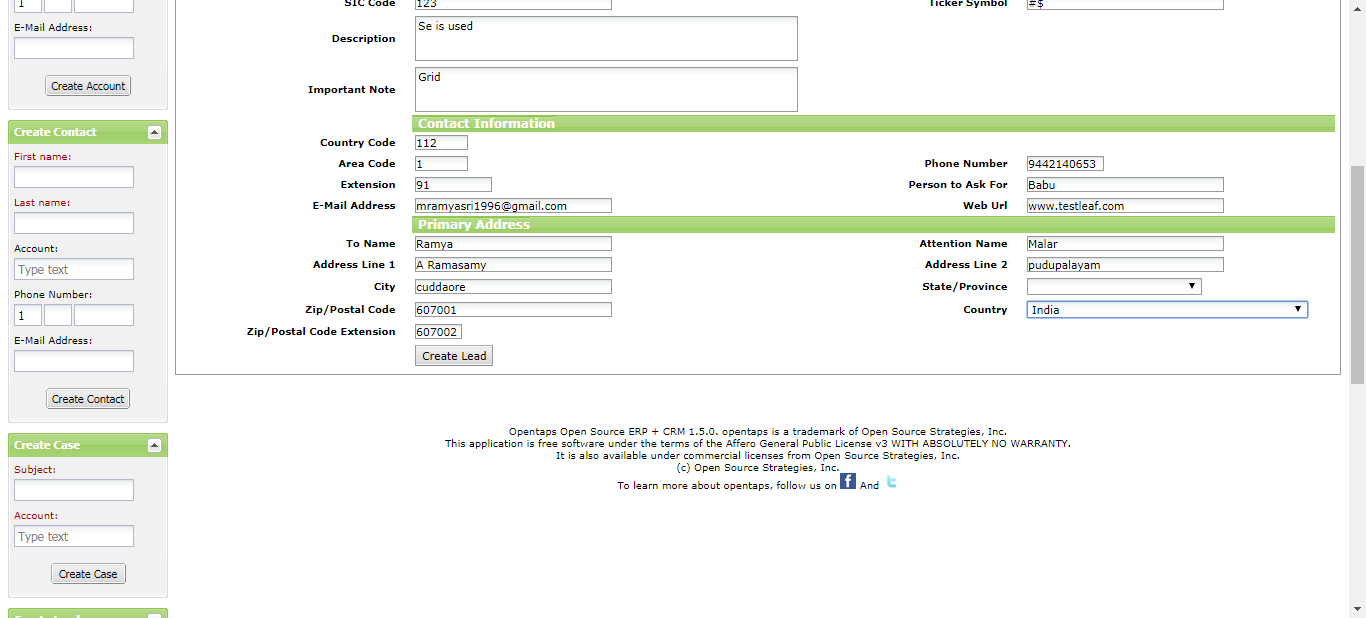 1
E-Mail Address:
Create Account
Create Contact
First name:
Last name:
Account:
Type text
Phone Number:
1
E-Mail Address:
Create Contact
Create Case
Subject:
Account:
Type text
Create Case
SIC Code 123 Ticker Symbol #$
Description Se is used
Important Note Grid
Contact Information
Country Code 112
Area Code 1 Phone Number 9442140653
Extension 91 Person to Ask For Babu
E-Mail Address mramyasri1996@gmail.com Web Url www.testleaf.com
Primary Address
To Name Ramya Attention Name Malar
Address Line 1 A Ramasamy Address Line 2 pudupalayam
City cuddaore State/Province
Zip/Postal Code 607001 Country India
Zip/Postal Code Extension 607002
Create Lead
Opentaps Open Source ERP + CRM 1.5.0. opentaps is a trademark of Open Source Strategies, Inc.
This application is free software under the terms of the Affero General Public License v3 WITH ABSOLUTELY NO WARRANTY.
It is also available under commercial licenses from Open Source Strategies, Inc.
(c) Open Source Strategies, Inc.
To learn more about opentaps, follow us on f And t